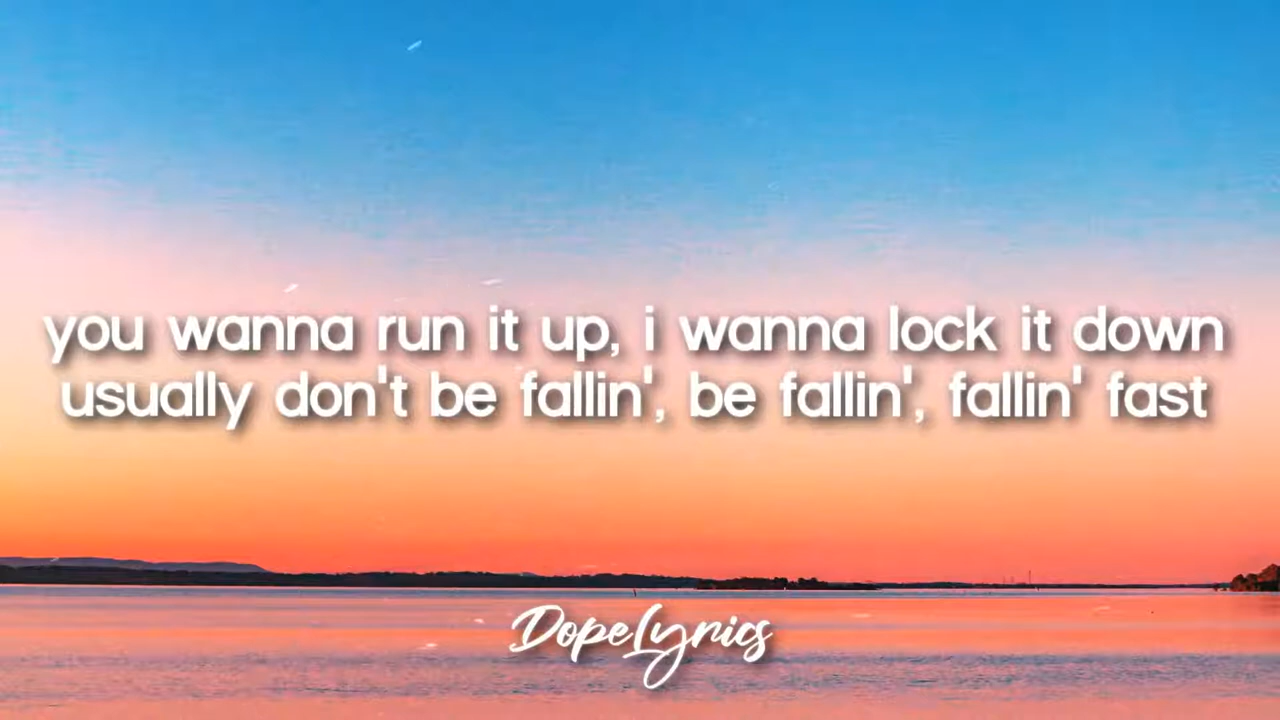 you wanna run it up, i wanna lock it down
usually don't be fallin', be fallin', fallin' fast
DopeLyrics